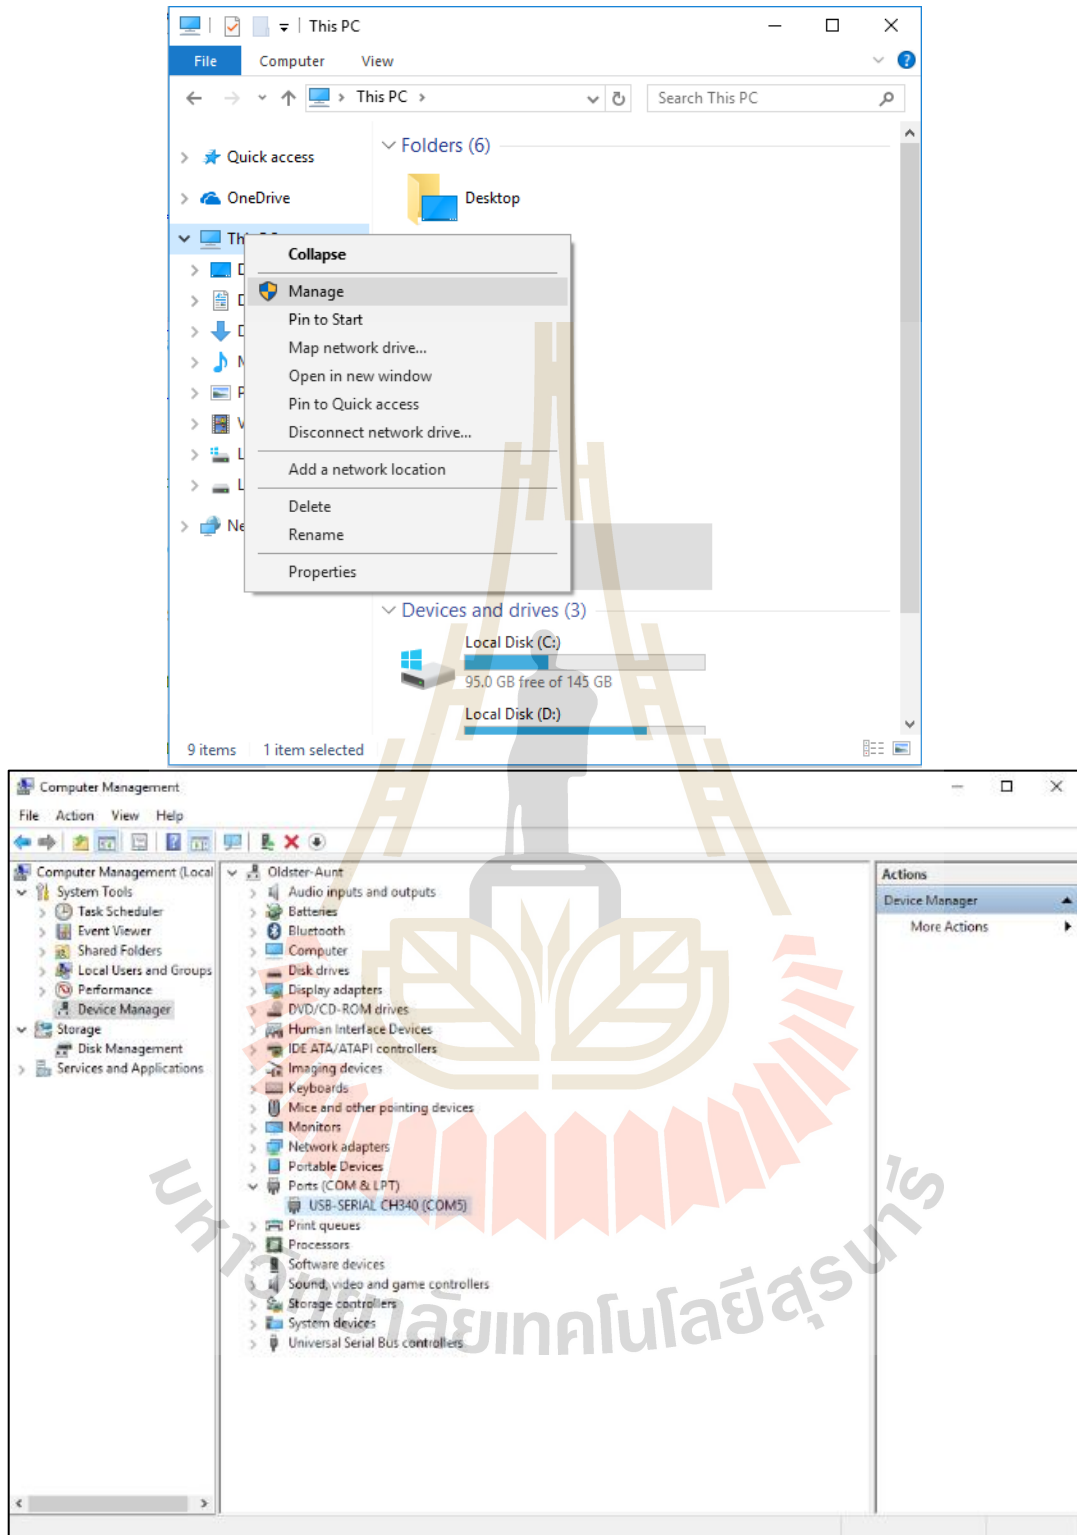 This PC
File Computer View
This PC
Search This PC
Quick access
OneDrive
Folders (6)
Desktop
Collapse
Manage
Pin to Start
Map network drive...
Open in new window
Pin to Quick access
Disconnect network drive...
Add a network location
Delete
Rename
Properties
Devices and drives (3)
Local Disk (C:)
95.0 GB free of 145 GB
Local Disk (D:)
9 items 1 item selected
Computer Management
File Action View Help
Computer Management (Local
System Tools
Task Scheduler
Event Viewer
Shared Folders
Local Users and Groups
Performance
Device Manager
Storage
Disk Management
Services and Applications
Oldster-Aunt
Audio inputs and outputs
Batteries
Bluetooth
Computer
Disk drives
Display adapters
DVD/CD-ROM drives
Human Interface Devices
IDE ATA/ATAPI controllers
Imaging devices
Keyboards
Mice and other pointing devices
Monitors
Network adapters
Portable Devices
Ports (COM & LPT)
USB-SERIAL CH340 (COM5)
Print queues
Processors
Software devices
Sound, video and game controllers
Storage controllers
System devices
Universal Serial Bus controllers
Actions
Device Manager
More Actions
มหาวิทยาลัยเทคโนโลยีสุรนารี